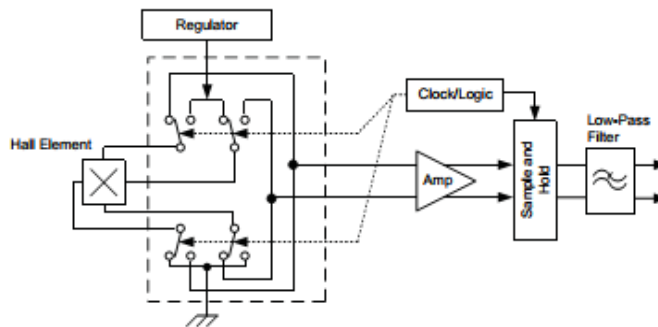 Regulator
Clock/Logic
Low-Pass
Filter
Hall Element
Amp
Sample and
Hold